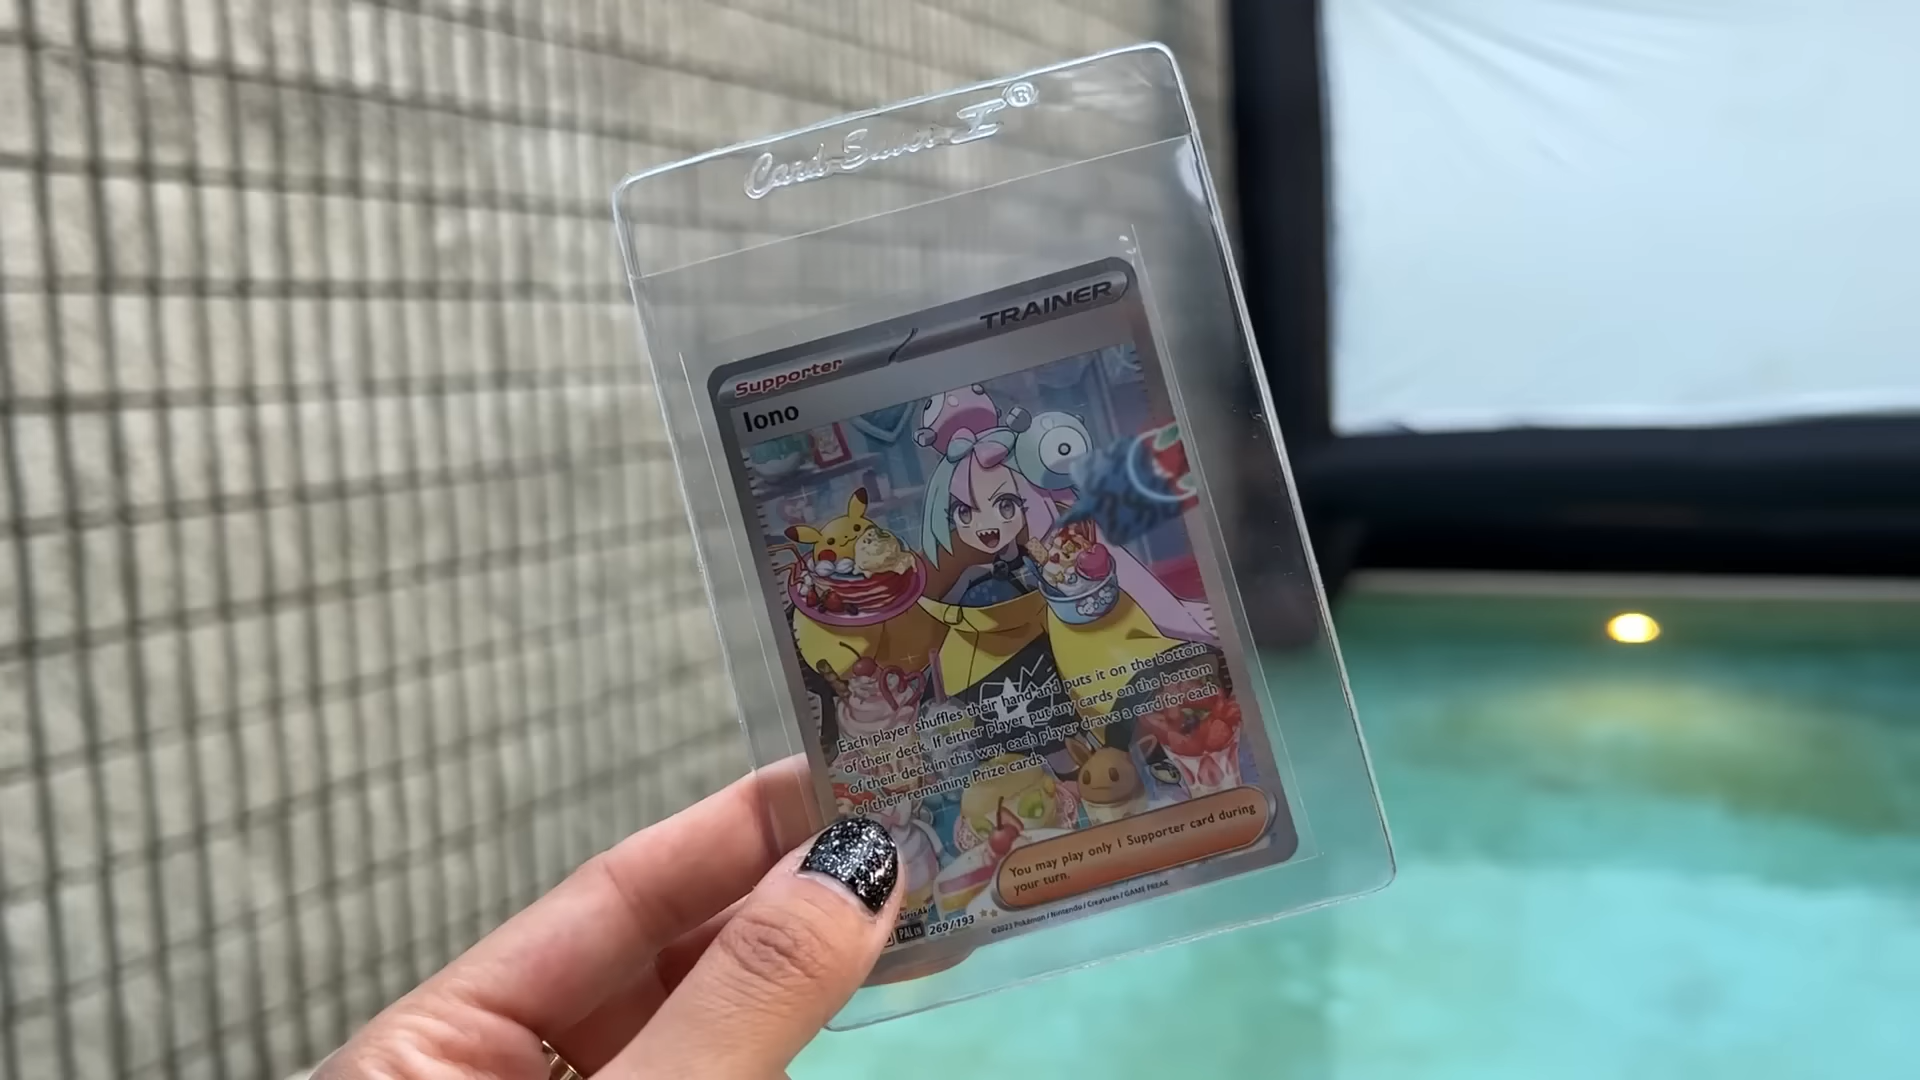 Card Saver I®
TRAINER
Supporter
Iono
Each player shuffles their hand and puts it on the bottom
of their deck. If either player put any cards on the bottom
of their deck in this way, each player draws a card for each
of their remaining Prize cards.
You may play only 1 Supporter card during
your turn.
PAL EN 269/193
©2023 Pokémon / Nintendo / Creatures / GAME FREAK